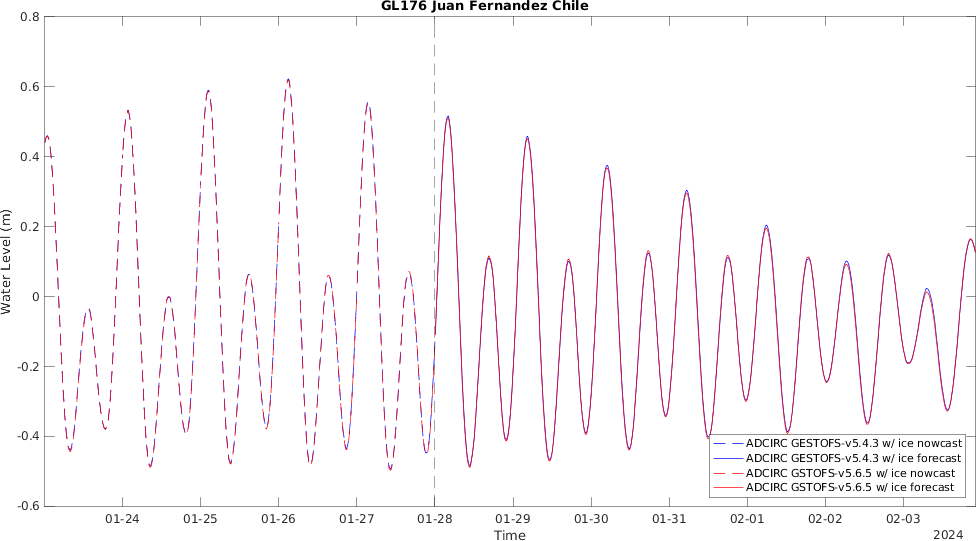 GL176 Juan Fernandez Chile
0.8
0.6
0.4
0.2
0
-0.2
-0.4
-0.6
Water Level (m)
01-24 01-25 01-26 01-27 01-28 01-29 01-30 01-31 02-01 02-02 02-03
Time
2024
ADCIRC GESTOFS-v5.4.3 w/ ice nowcast
ADCIRC GESTOFS-v5.4.3 w/ ice forecast
ADCIRC GSTOFS-v5.6.5 w/ ice nowcast
ADCIRC GSTOFS-v5.6.5 w/ ice forecast